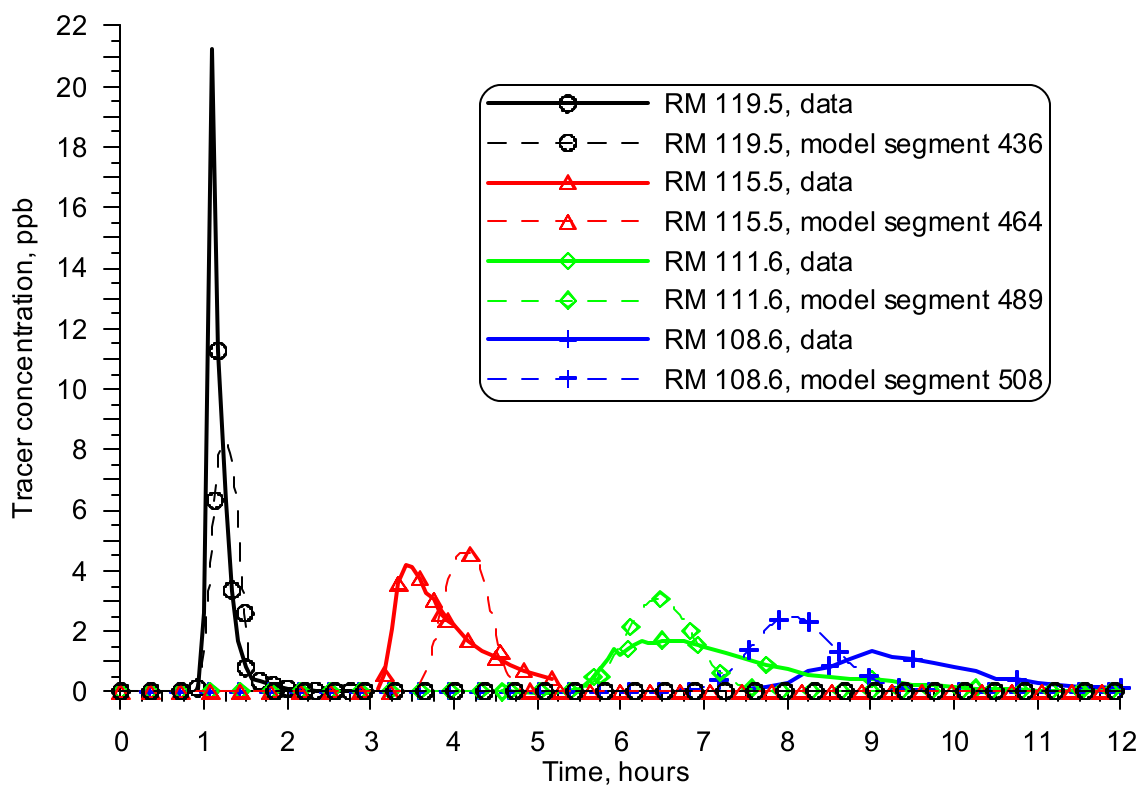 22
20
18
16
14
12
10
8
6
4
2
0
Tracer concentration, ppb
RM 119.5, data
RM 119.5, model segment 436
RM 115.5, data
RM 115.5, model segment 464
RM 111.6, data
RM 111.6, model segment 489
RM 108.6, data
RM 108.6, model segment 508
0 1 2 3 4 5 6 7 8 9 10 11 12
Time, hours